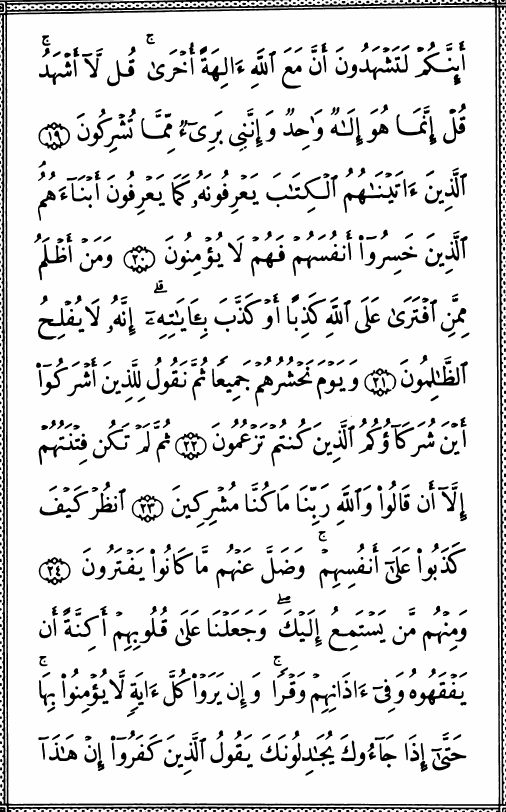 أَئِنَّكُمْ لَتَشْهَدُونَ أَنَّ مَعَ ٱللَّهِ ءَالِهَةً أُخْرَىٰ ۚ قُل لَّآ أَشْهَدُ ۚ
قُلْ إِنَّمَا هُوَ إِلَـٰهٌ وَٰحِدٌ وَإِنَّنِى بَرِىٓءٌ مِّمَّا تُشْرِكُونَ ١٩
ٱلَّذِينَ ءَاتَيْنَـٰهُمُ ٱلْكِتَـٰبَ يَعْرِفُونَهُۥ كَمَا يَعْرِفُونَ أَبْنَآءَهُمُ ۘ
ٱلَّذِينَ خَسِرُوٓا۟ أَنفُسَهُمْ فَهُمْ لَا يُؤْمِنُونَ ٢٠ وَمَنْ أَظْلَمُ
مِمَّنِ ٱفْتَرَىٰ عَلَى ٱللَّهِ كَذِبًا أَوْ كَذَّبَ بِـَٔايَـٰتِهِۦٓ ۗ إِنَّهُۥ لَا يُفْلِحُ
ٱلظَّـٰلِمُونَ ٢١ وَيَوْمَ نَحْشُرُهُمْ جَمِيعًا ثُمَّ نَقُولُ لِلَّذِينَ أَشْرَكُوٓا۟
أَيْنَ شُرَكَآؤُكُمُ ٱلَّذِينَ كُنتُمْ تَزْعُمُونَ ٢٢ ثُمَّ لَمْ تَكُن فِتْنَتُهُمْ
إِلَّآ أَن قَالُوا۟ وَٱللَّهِ رَبِّنَا مَا كُنَّا مُشْرِكِينَ ٢٣ ٱنظُرْ كَيْفَ
كَذَبُوا۟ عَلَىٰٓ أَنفُسِهِمْ ۚ وَضَلَّ عَنْهُم مَّا كَانُوا۟ يَفْتَرُونَ ٢٤
وَمِنْهُم مَّن يَسْتَمِعُ إِلَيْكَ ۖ وَجَعَلْنَا عَلَىٰ قُلُوبِهِمْ أَكِنَّةً أَن
يَفْقَهُوهُ وَفِىٓ ءَاذَانِهِمْ وَقْرًا ۚ وَإِن يَرَوْا۟ كُلَّ ءَايَةٍ لَّا يُؤْمِنُوا۟ بِهَا ۚ
حَتَّىٰٓ إِذَا جَآءُوكَ يُجَـٰدِلُونَكَ يَقُولُ ٱلَّذِينَ كَفَرُوٓا۟ إِنْ هَـٰذَآ